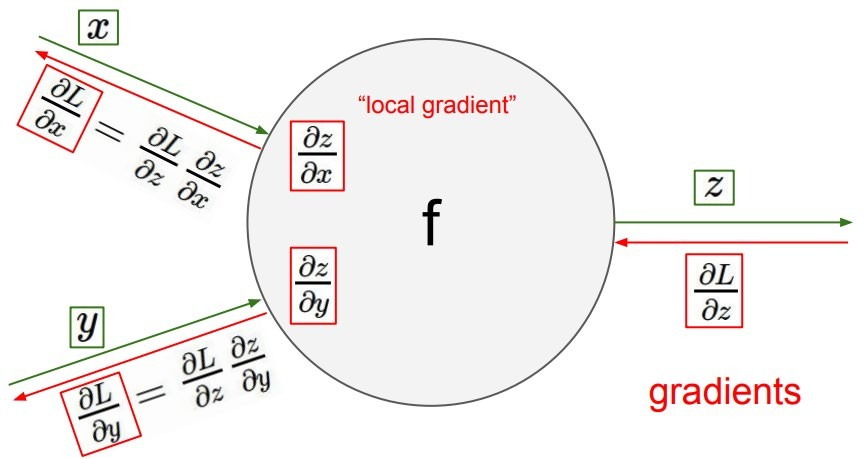 x
∂L/∂x = ∂L/∂z ∂z/∂x
“local gradient”
∂z/∂x
f
∂z/∂y
y
∂L/∂y = ∂L/∂z ∂z/∂y
z
∂L/∂z
gradients